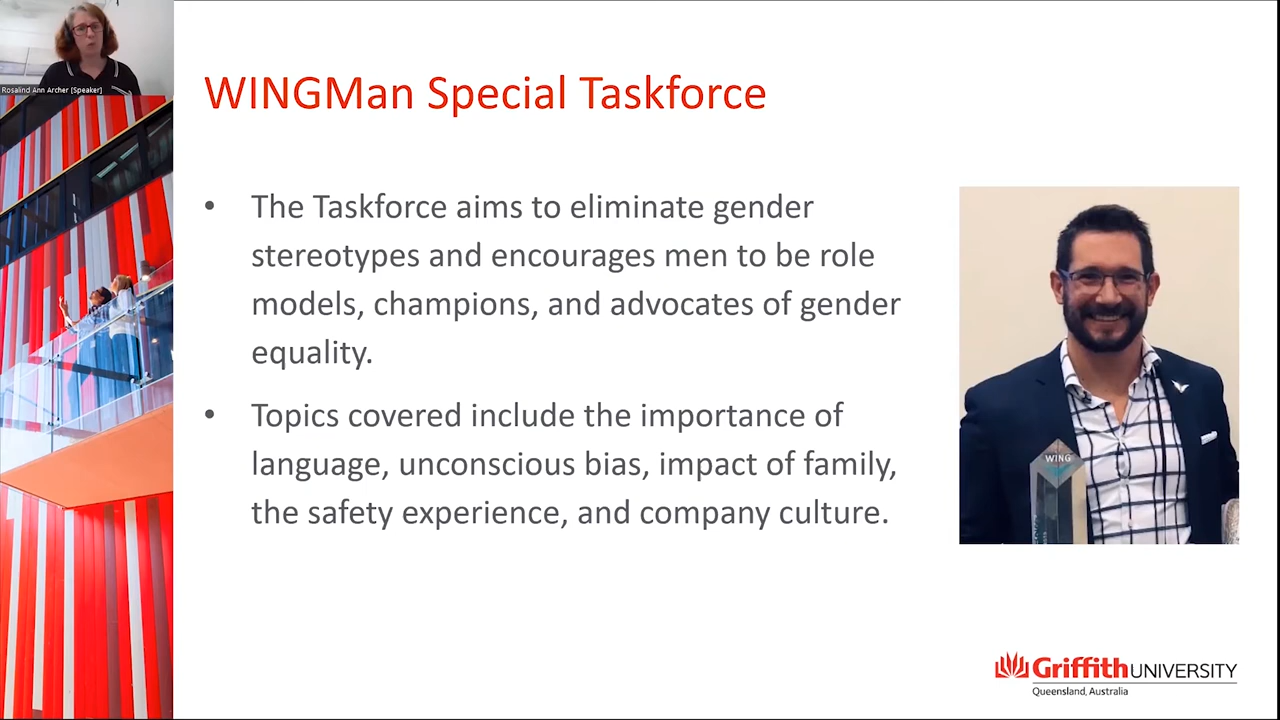 Rosalind Ann Archer [Speaker]
WINGMan Special Taskforce
• The Taskforce aims to eliminate gender
stereotypes and encourages men to be role
models, champions, and advocates of gender
equality.
• Topics covered include the importance of
language, unconscious bias, impact of family,
the safety experience, and company culture.
WING
Griffith UNIVERSITY
Queensland, Australia